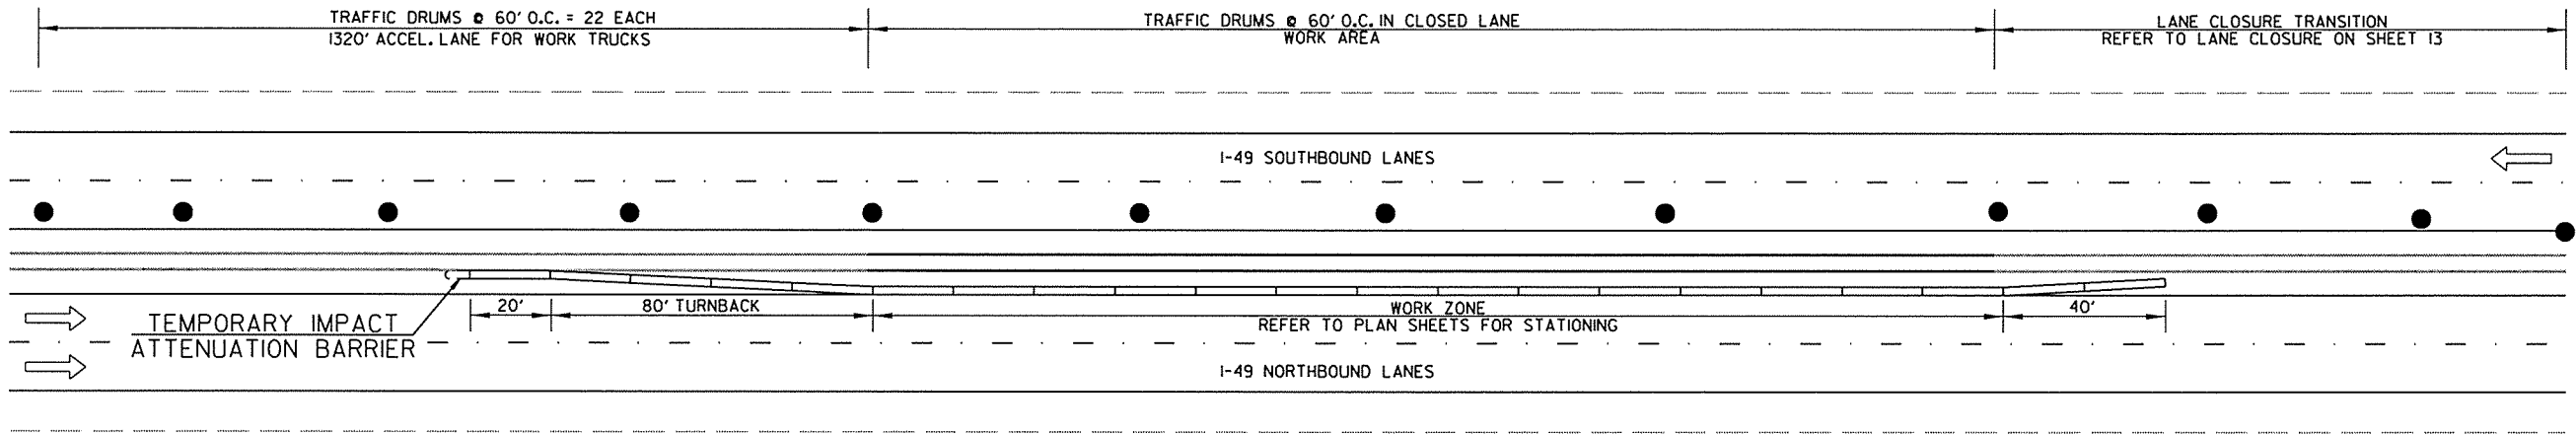 TRAFFIC DRUMS @ 60' O.C. = 22 EACH
1320' ACCEL. LANE FOR WORK TRUCKS
TRAFFIC DRUMS @ 60' O.C. IN CLOSED LANE
WORK AREA
LANE CLOSURE TRANSITION
REFER TO LANE CLOSURE ON SHEET 13
I-49 SOUTHBOUND LANES
20'
80' TURNBACK
WORK ZONE
REFER TO PLAN SHEETS FOR STATIONING
40'
TEMPORARY IMPACT
ATTENUATION BARRIER
I-49 NORTHBOUND LANES